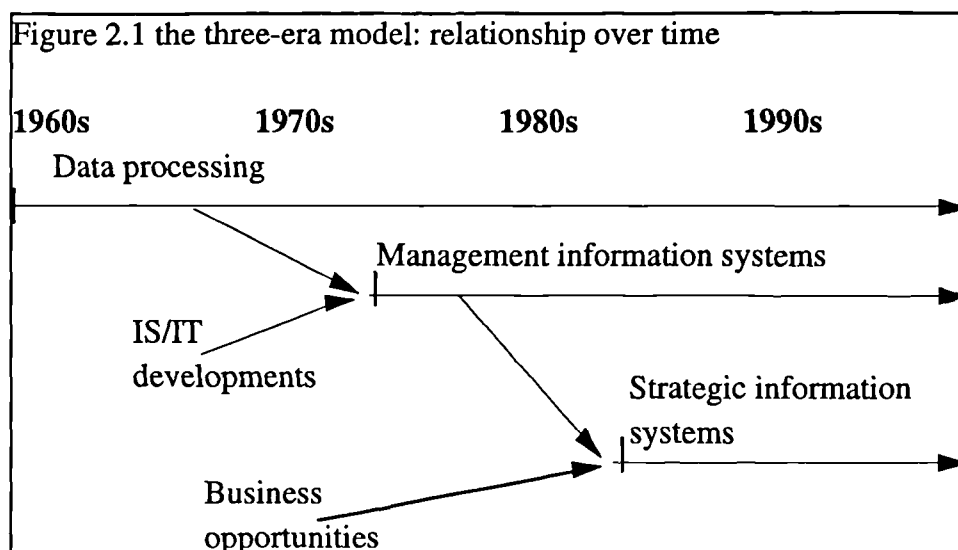 Figure 2.1 the three-era model: relationship over time
1960s 1970s 1980s 1990s
Data processing
Management information systems
IS/IT
developments
Strategic information
systems
Business
opportunities